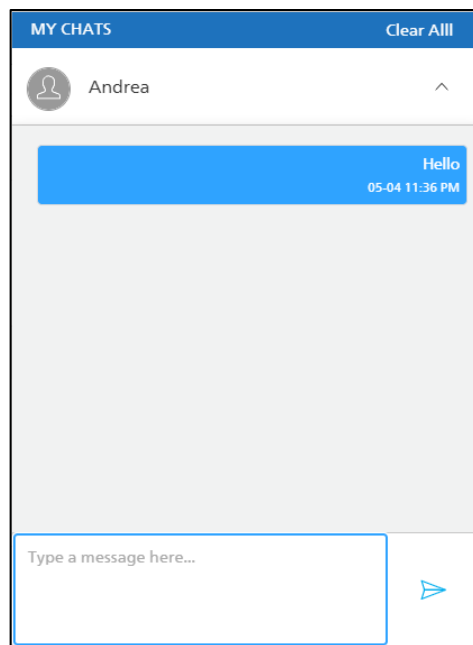 MY CHATS Clear Alll
Andrea
Hello
05-04 11:36 PM
Type a message here...